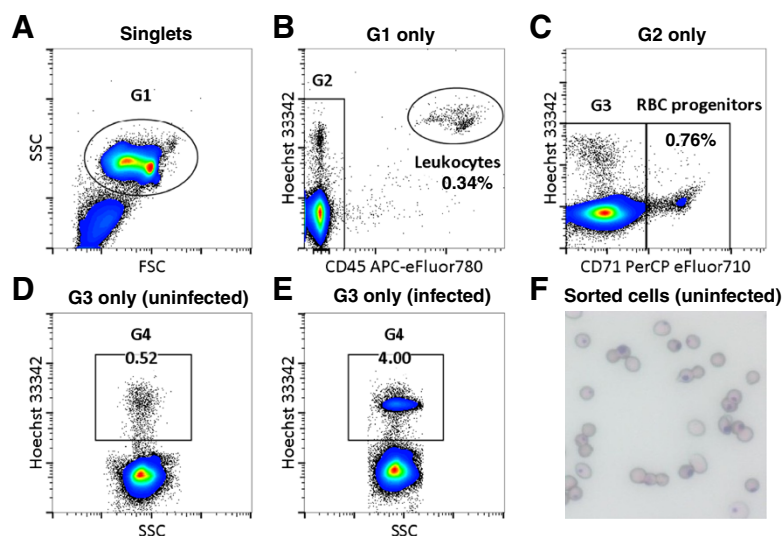 A
Singlets
G1
SSC
FSC
B
G1 only
G2
Hoechst 33342
Leukocytes
0.34%
CD45 APC-eFluor780
C
G2 only
G3
RBC progenitors
0.76%
Hoechst 33342
CD71 PerCP eFluor710
D
G3 only (uninfected)
G4
0.52
Hoechst 33342
SSC
E
G3 only (infected)
G4
4.00
Hoechst 33342
SSC
F
Sorted cells (uninfected)